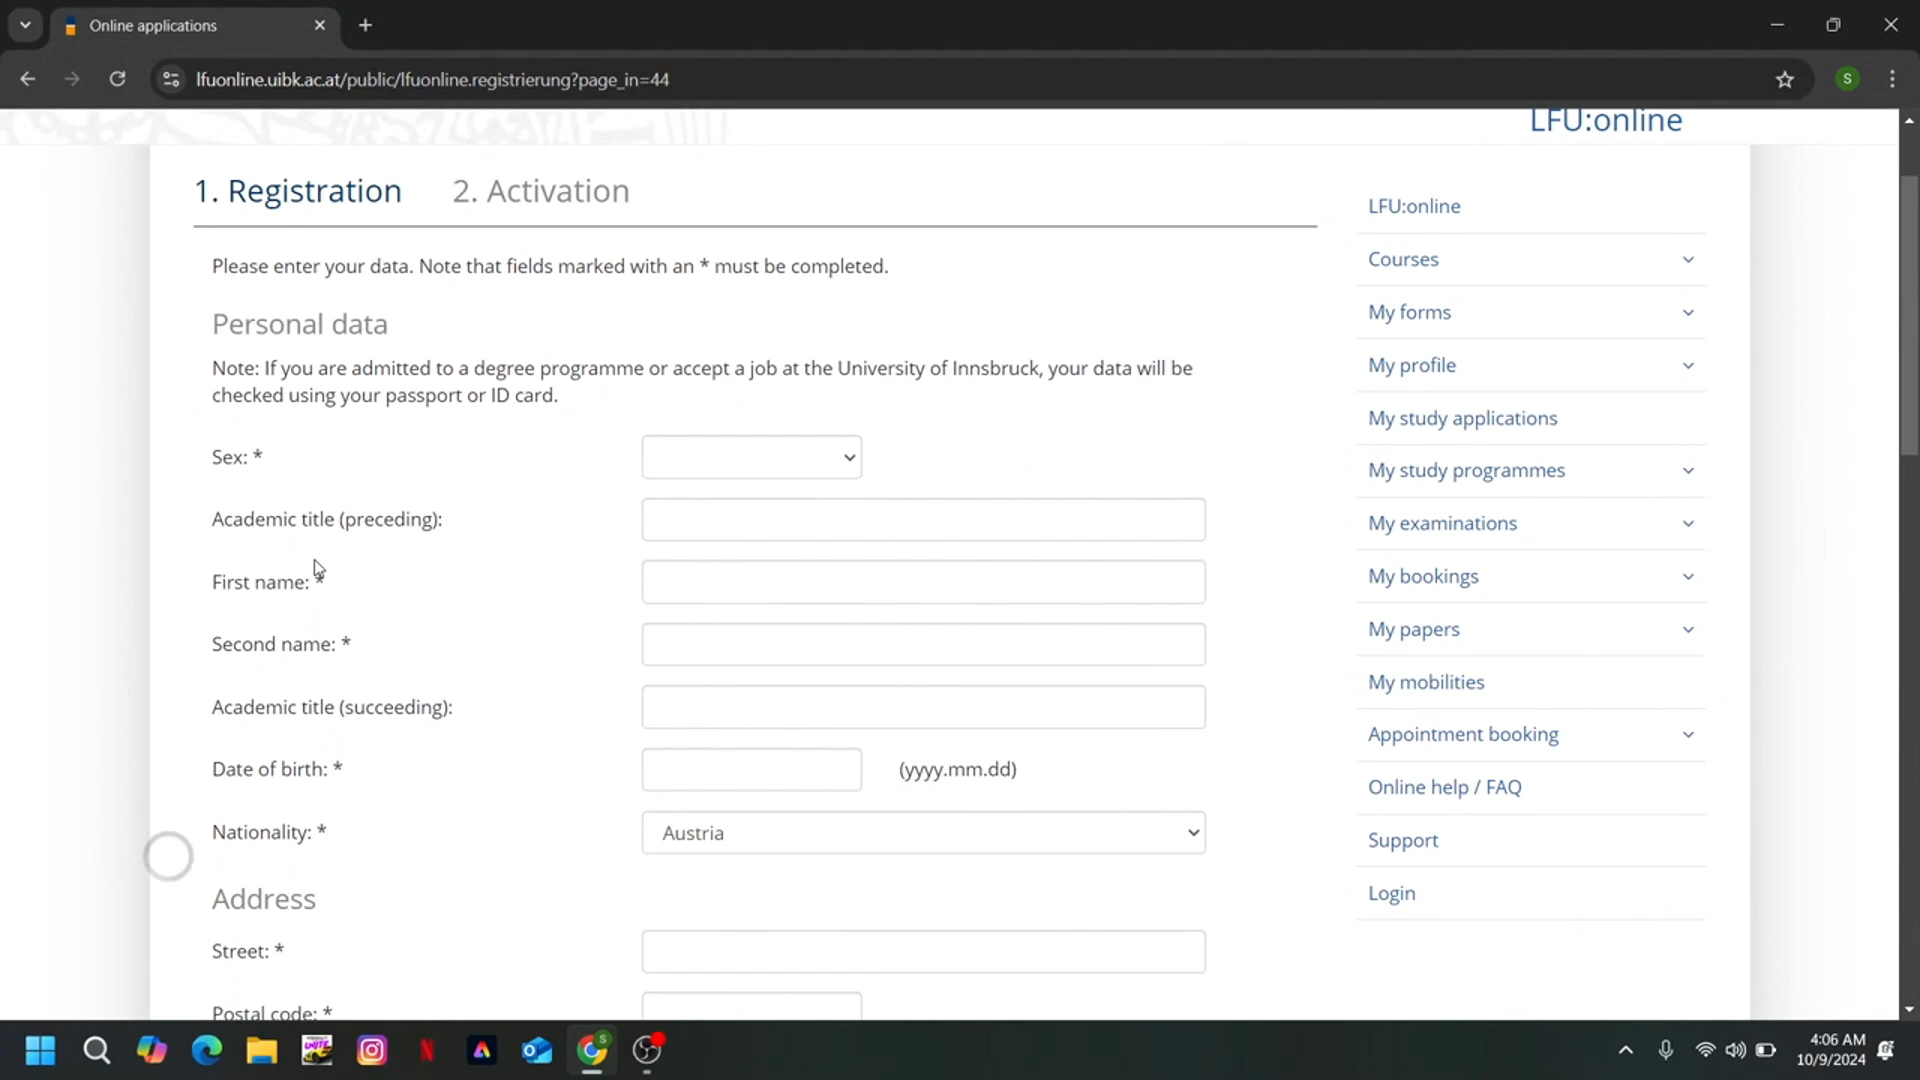 Online applications
lfuonline.uibk.ac.at/public/lfuonline.registrierung?page_in=44
S
LFU:online
1. Registration 2. Activation
Please enter your data. Note that fields marked with an * must be completed.
Personal data
Note: If you are admitted to a degree programme or accept a job at the University of Innsbruck, your data will be
checked using your passport or ID card.
Sex: *
Academic title (preceding):
First name: *
Second name: *
Academic title (succeeding):
Date of birth: * (yyyy.mm.dd)
Nationality: * Austria
Address
Street: *
Postal code: *
LFU:online
Courses
My forms
My profile
My study applications
My study programmes
My examinations
My bookings
My papers
My mobilities
Appointment booking
Online help / FAQ
Support
Login
UNITE
N
S
4:06 AM
10/9/2024